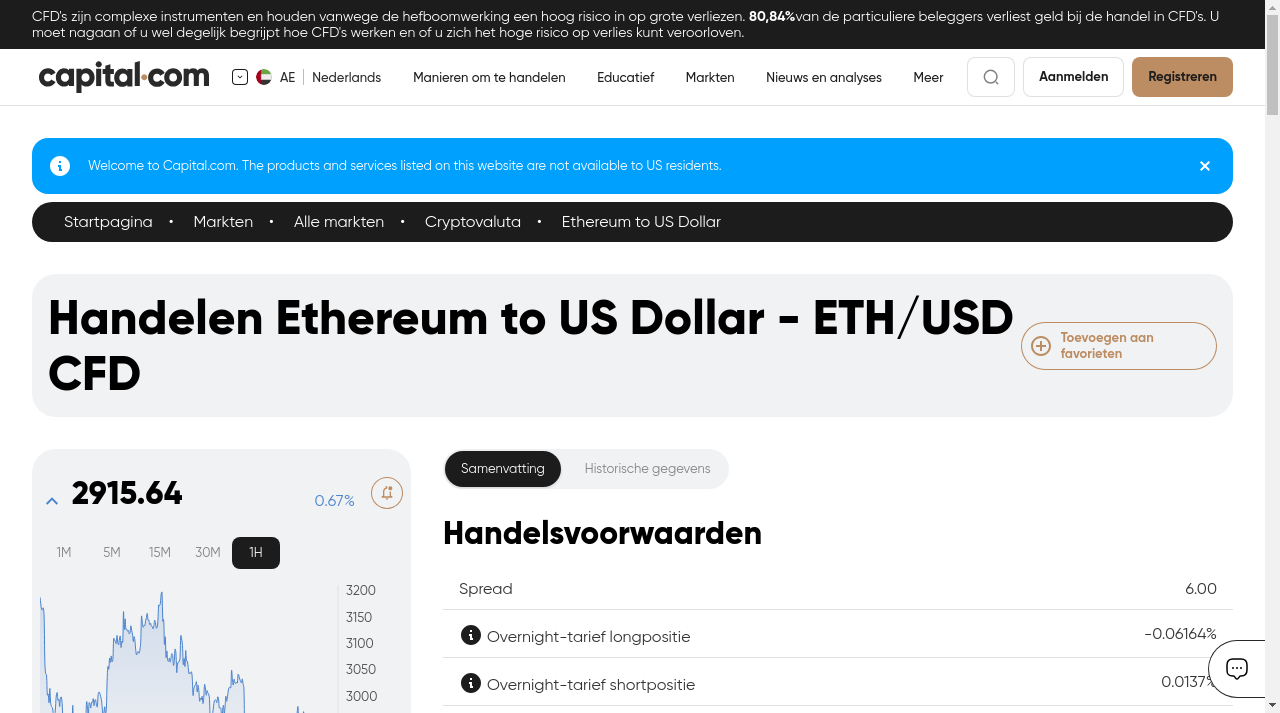 CFD's zijn complexe instrumenten en houden vanwege de hefboomwerking een hoog risico in op grote verliezen. 80,84%van de particuliere beleggers verliest geld bij de handel in CFD's. U
moet nagaan of u wel degelijk begrijpt hoe CFD's werken en of u zich het hoge risico op verlies kunt veroorloven.
capital.com
AE
Nederlands
Manieren om te handelen
Educatief
Markten
Nieuws en analyses
Meer
Aanmelden
Registreren
Welcome to Capital.com. The products and services listed on this website are not available to US residents.
Startpagina • Markten • Alle markten • Cryptovaluta • Ethereum to US Dollar
Handelen Ethereum to US Dollar - ETH/USD
CFD
Toevoegen aan
favorieten
2915.64
0.67%
1M
5M
15M
30M
1H
3200
3150
3100
3050
3000
Samenvatting
Historische gegevens
Handelsvoorwaarden
Spread 6.00
Overnight-tarief longpositie -0.06164%
Overnight-tarief shortpositie 0.0137%